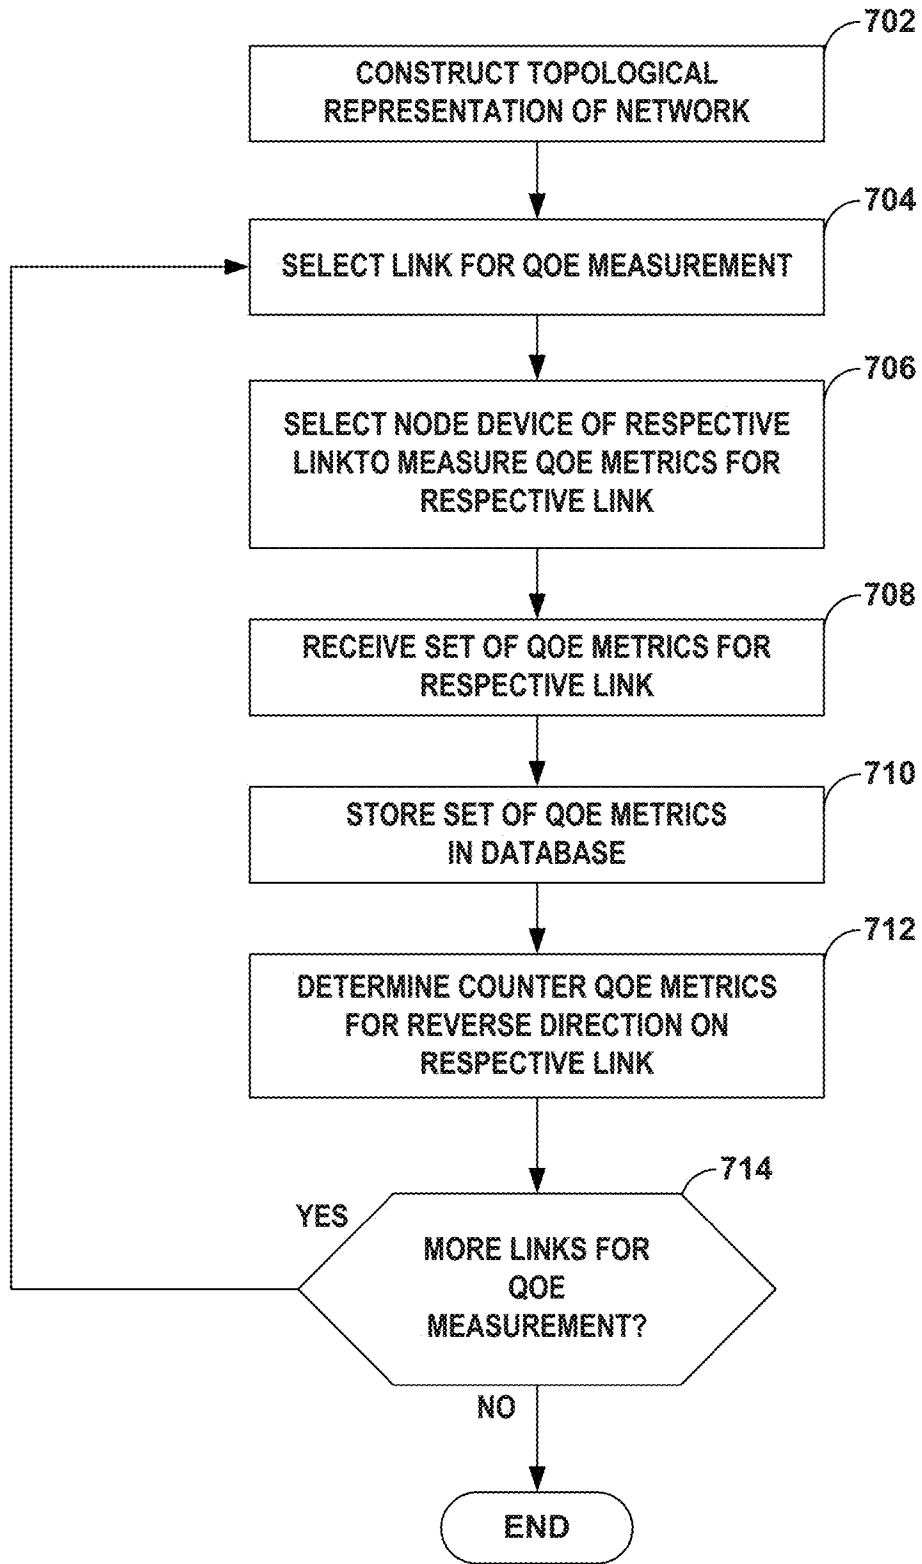 702
CONSTRUCT TOPOLOGICAL
REPRESENTATION OF NETWORK
704
SELECT LINK FOR QOE MEASUREMENT
706
SELECT NODE DEVICE OF RESPECTIVE
LINKTO MEASURE QOE METRICS FOR
RESPECTIVE LINK
708
RECEIVE SET OF QOE METRICS FOR
RESPECTIVE LINK
710
STORE SET OF QOE METRICS
IN DATABASE
712
DETERMINE COUNTER QOE METRICS
FOR REVERSE DIRECTION ON
RESPECTIVE LINK
714
YES
MORE LINKS FOR
QOE
MEASUREMENT?
NO
END